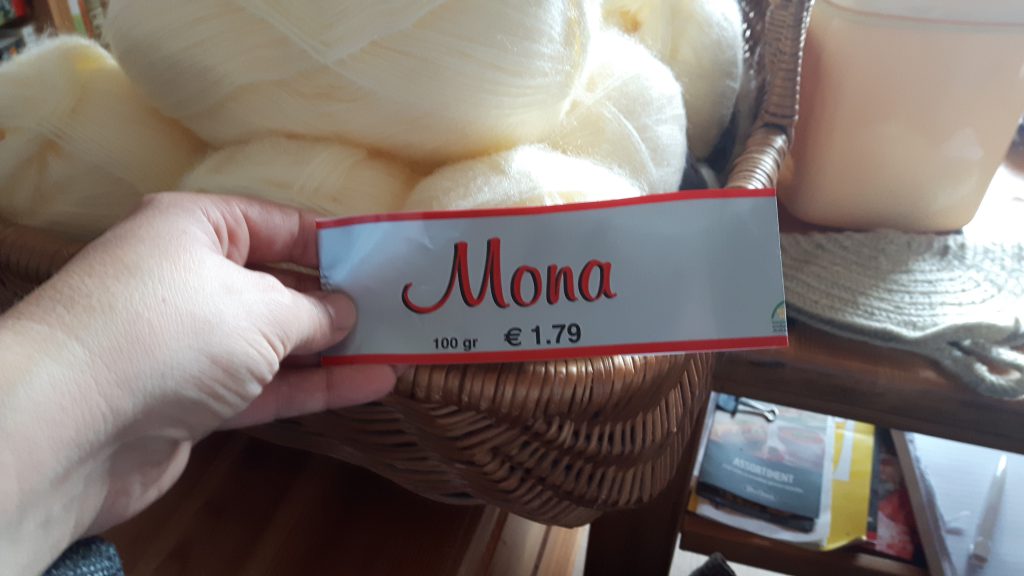 Mona
100 gr € 1.79
ASSORTIMENT